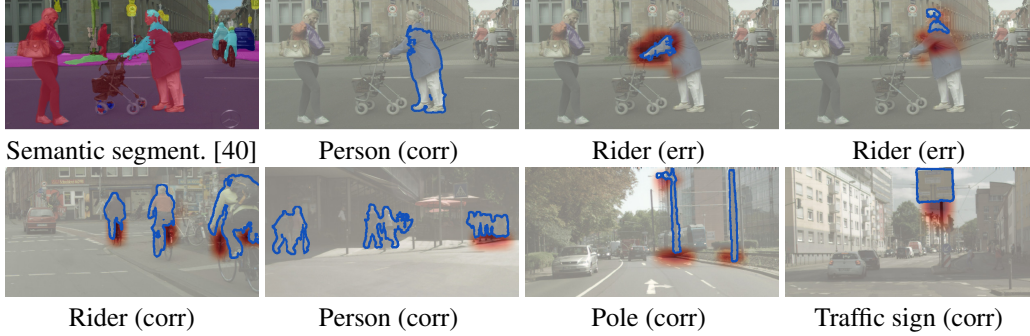 Semantic segment. [40] Person (corr) Rider (err) Rider (err)
Rider (corr) Person (corr) Pole (corr) Traffic sign (corr)